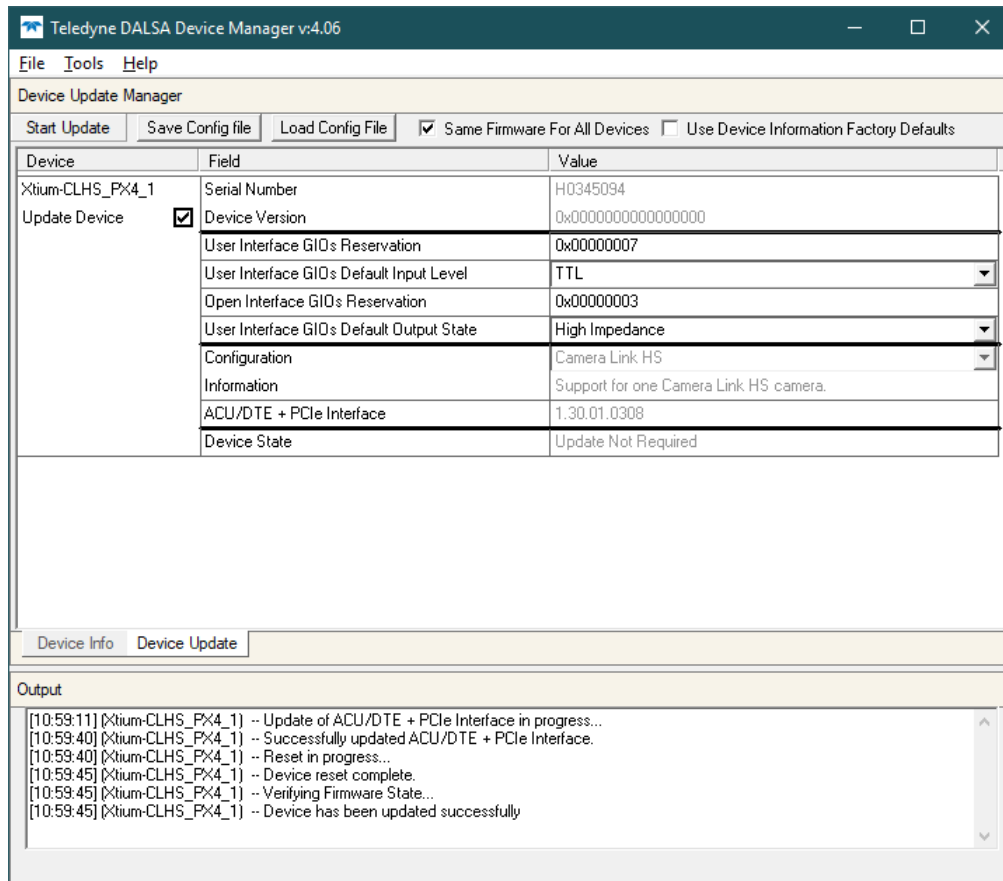 Teledyne DALSA Device Manager v:4.06
File Tools Help
Device Update Manager
Start Update Save Config file Load Config File Same Firmware For All Devices Use Device Information Factory Defaults
Device Field Value
Xtium-CLHS_PX4_1 Serial Number H0345094
Update Device Device Version 0x0000000000000000
User Interface GIOs Reservation 0x00000007
User Interface GIOs Default Input Level TTL
Open Interface GIOs Reservation 0x00000003
User Interface GIOs Default Output State High Impedance
Configuration Camera Link HS
Information Support for one Camera Link HS camera.
ACU/DTE + PCIe Interface 1.30.01.0308
Device State Update Not Required
Device Info Device Update
Output
[10:59:11] (Xtium-CLHS_PX4_1) -- Update of ACU/DTE + PCIe Interface in progress...
[10:59:40] (Xtium-CLHS_PX4_1) -- Successfully updated ACU/DTE + PCIe Interface.
[10:59:40] (Xtium-CLHS_PX4_1) -- Reset in progress...
[10:59:45] (Xtium-CLHS_PX4_1) -- Device reset complete.
[10:59:45] (Xtium-CLHS_PX4_1) -- Verifying Firmware State...
[10:59:45] (Xtium-CLHS_PX4_1) -- Device has been updated successfully